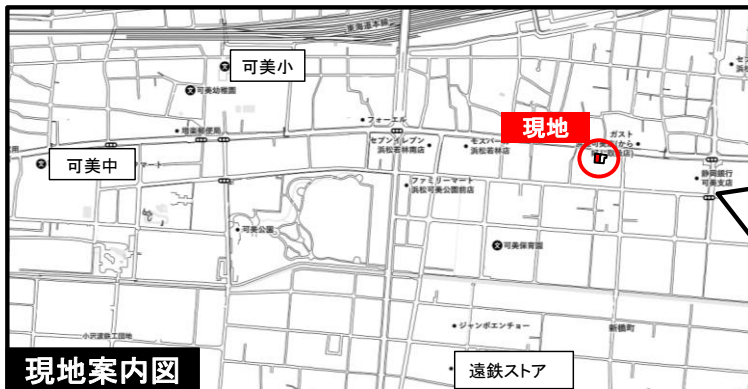 東海道本線
可美小
可美幼稚園
フォーエル
増楽郵便局
現地
ガスト
セブンイレブン
浜松若林南店
モスバーガー
浜松若林店
可美中
静岡銀行
可美支店
ファミリーマート
浜松可美公園前店
可美公園
可美保育園
小沢渡鉄工団地
ジャンボエンチョー
新橋町
遠鉄ストア
現地案内図